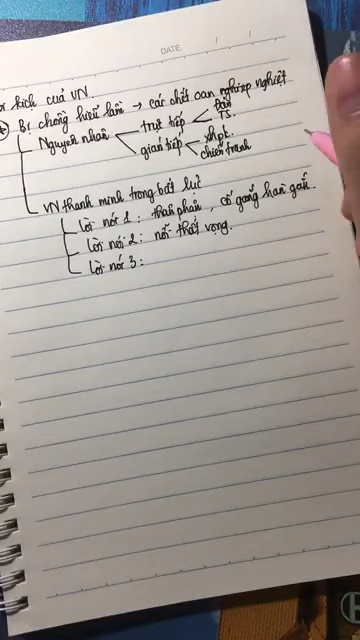 DATE / /
kịch của VN
Bị chồng hiểu lầm → cái chết oan nghiệp nghiệt
Nguyên nhân
trực tiếp
Đản
TS.
gián tiếp
xhpk.
chiến tranh
VN thanh minh trong bất lực
Lời nói 1: thân phận, cố gắng hàn gắn.
lời nói 2: nỗi thất vọng.
lời nói 3: